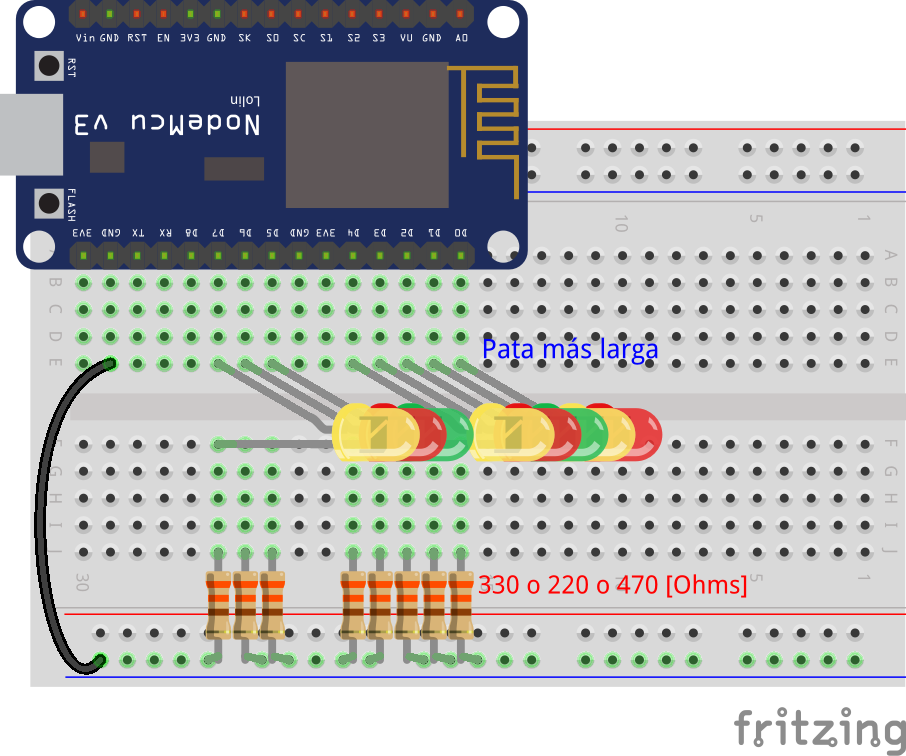 Vin GND RST EN 3V3 GND SK SO SC S1 S2 S3 VU GND AO
RST
Lolin
NodeMcu v3
FLASH
3V3 GND TX RX D8 D7 D6 D5 GND 3V3 D4 D3 D2 D1 D0
10 5 1
A
B B
C C
D D
Pata más larga
E E
F F
G G
H H
I I
J J
30 5 1
330 o 220 o 470 [Ohms]
fritzing